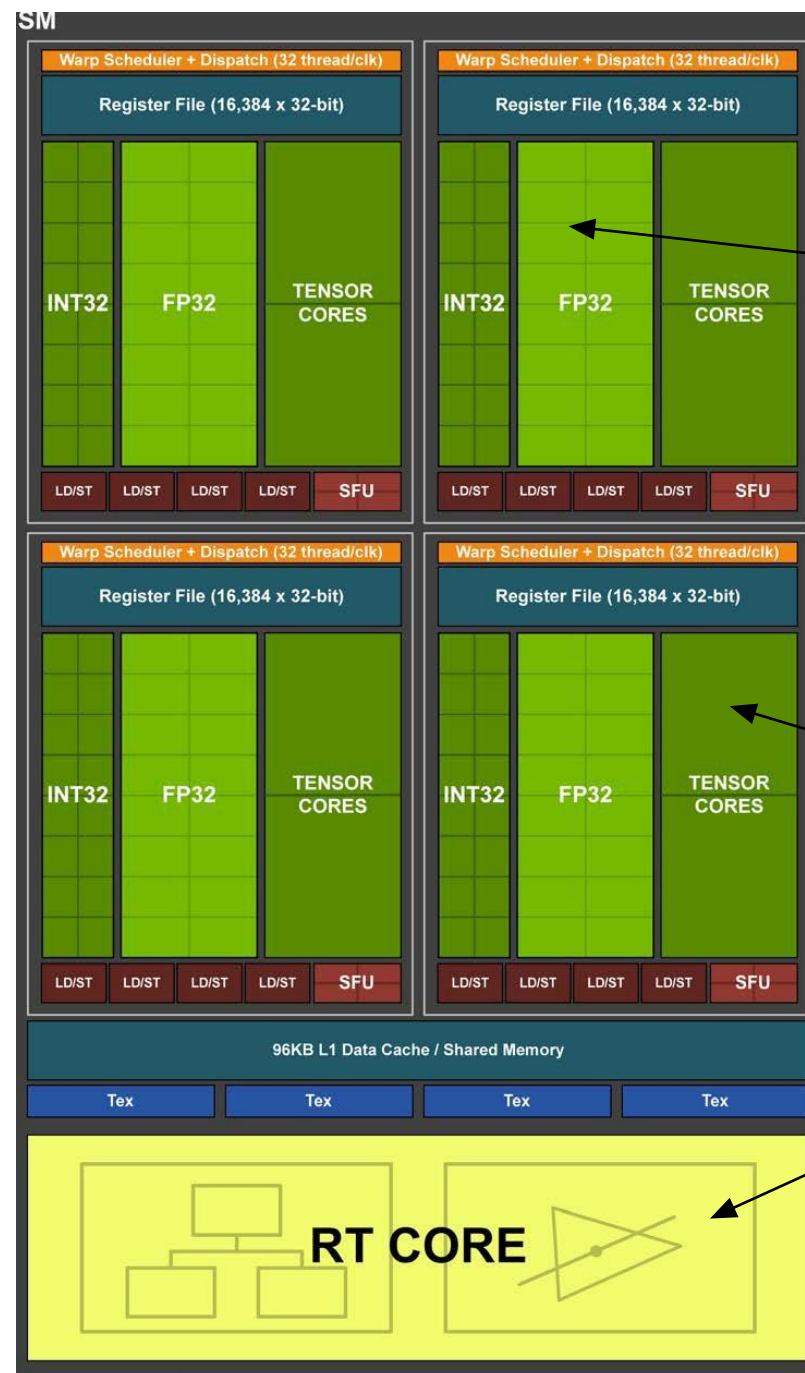 SM
Warp Scheduler + Dispatch (32 thread/clk)
Register File (16,384 x 32-bit)
INT32
FP32
TENSOR
CORES
LD/ST
LD/ST
LD/ST
LD/ST
SFU
Warp Scheduler + Dispatch (32 thread/clk)
Register File (16,384 x 32-bit)
INT32
FP32
TENSOR
CORES
LD/ST
LD/ST
LD/ST
LD/ST
SFU
Warp Scheduler + Dispatch (32 thread/clk)
Register File (16,384 x 32-bit)
INT32
FP32
TENSOR
CORES
LD/ST
LD/ST
LD/ST
LD/ST
SFU
Warp Scheduler + Dispatch (32 thread/clk)
Register File (16,384 x 32-bit)
INT32
FP32
TENSOR
CORES
LD/ST
LD/ST
LD/ST
LD/ST
SFU
96KB L1 Data Cache / Shared Memory
Tex
Tex
Tex
Tex
RT CORE